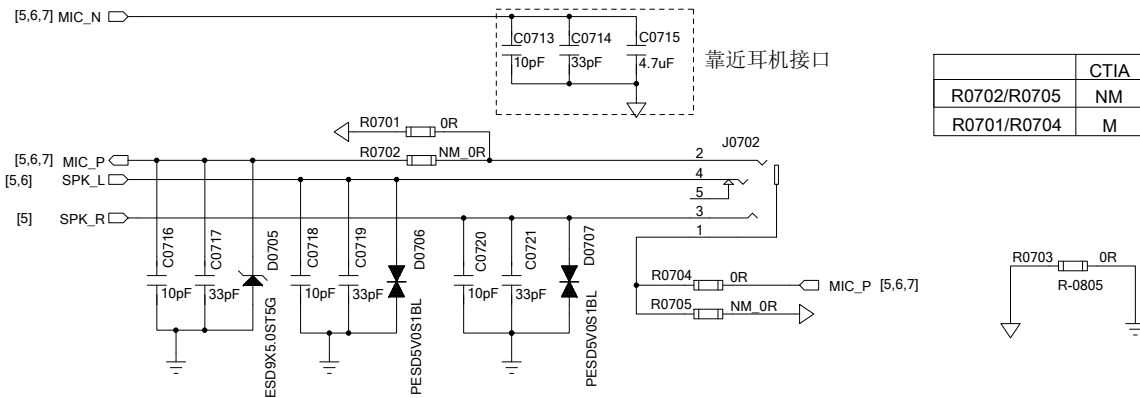 [5,6,7] MIC_N
C0713 C0714 C0715
10pF 33pF 4.7uF
靠近耳机接口
CTIA
R0702/R0705 NM
R0701/R0704 M
R0701 0R
R0702 NM_0R
J0702
[5,6,7] MIC_P
[5,6] SPK_L
[5] SPK_R
2
4
5
3
1
C0716
10pF
C0717
33pF
D0705
ESD9X5.0ST5G
C0718
10pF
C0719
33pF
D0706
PESD5V0S1BL
C0720
10pF
C0721
33pF
D0707
PESD5V0S1BL
R0704 0R
MIC_P [5,6,7]
R0705 NM_0R
R0703 0R
R-0805